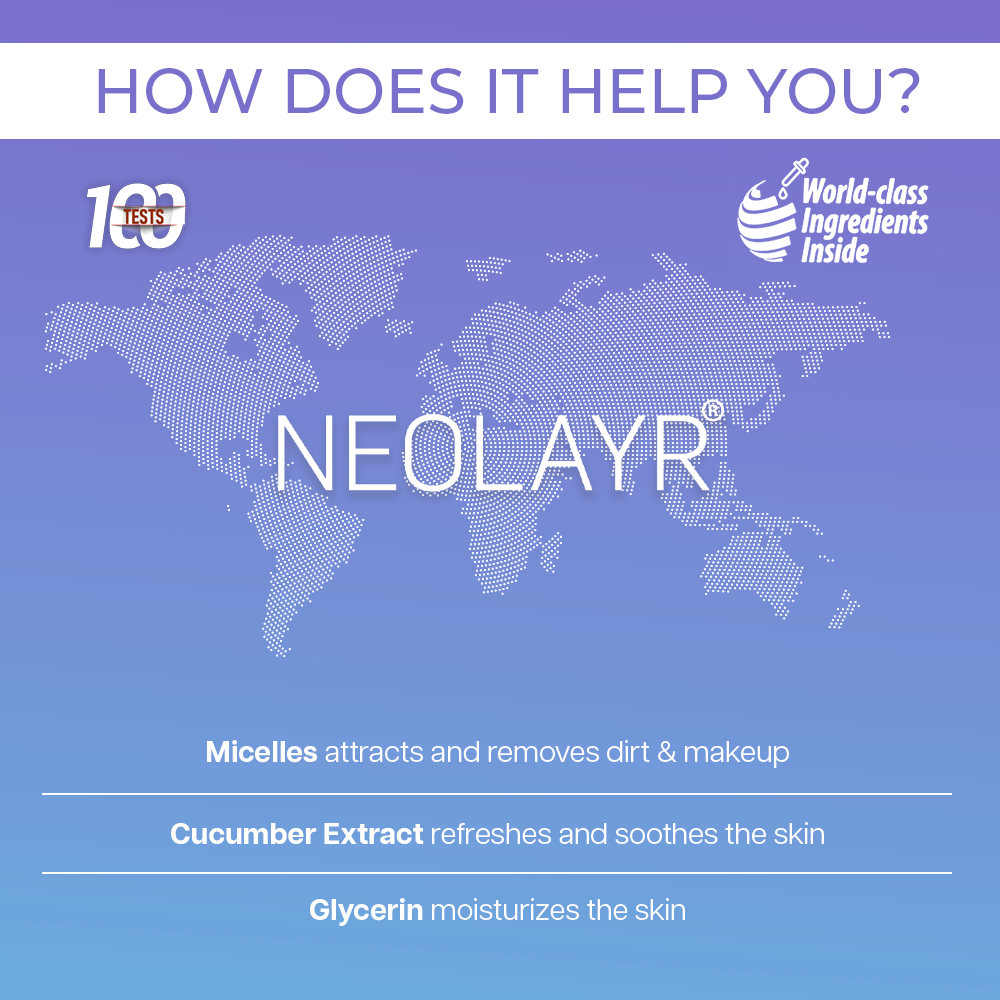 HOW DOES IT HELP YOU?
100
TESTS
World-class
Ingredients
Inside
NEOLAYR®
Micelles attracts and removes dirt & makeup
Cucumber Extract refreshes and soothes the skin
Glycerin moisturizes the skin